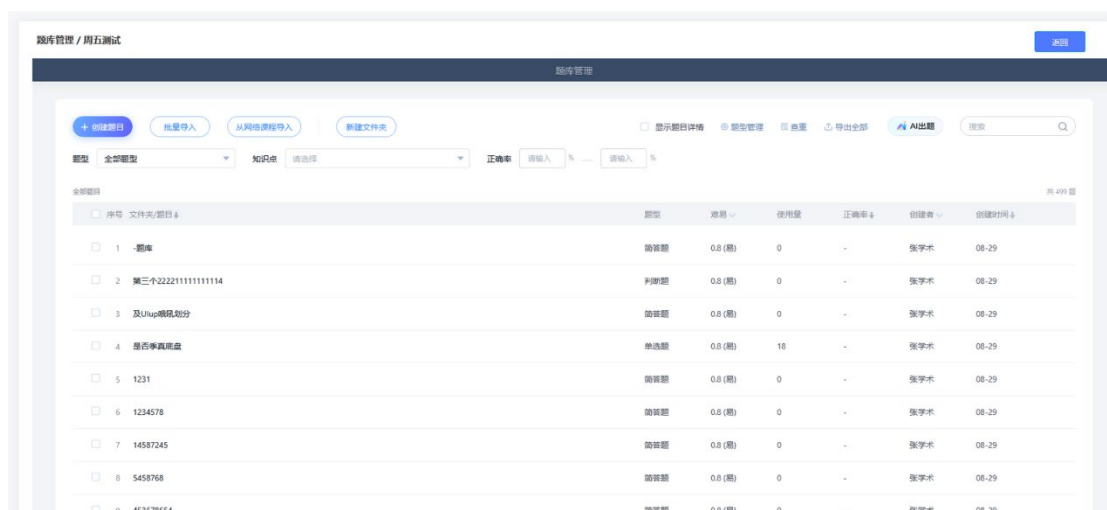 题库管理 / 周五测试
返回
题库管理
+ 创建题目 批量导入 从网络课程导入 新建文件夹 显示题目详情 题型管理 查重 导出全部 AI出题 搜索
题型 全部题型 知识点 请选择 正确率 请输入 % — 请输入 %
全部题目 共 499 题
序号 文件夹/题目 题型 难易 使用量 正确率 创建者 创建时间
1 -题库 简答题 0.8 (易) 0 - 张学术 08-29
2 第三个222211111111114 判断题 0.8 (易) 0 - 张学术 08-29
3 及UIup哦凤划分 简答题 0.8 (易) 0 - 张学术 08-29
4 是否季真底盘 单选题 0.8 (易) 18 - 张学术 08-29
5 1231 简答题 0.8 (易) 0 - 张学术 08-29
6 1234578 简答题 0.8 (易) 0 - 张学术 08-29
7 14587245 简答题 0.8 (易) 0 - 张学术 08-29
8 5458768 简答题 0.8 (易) 0 - 张学术 08-29